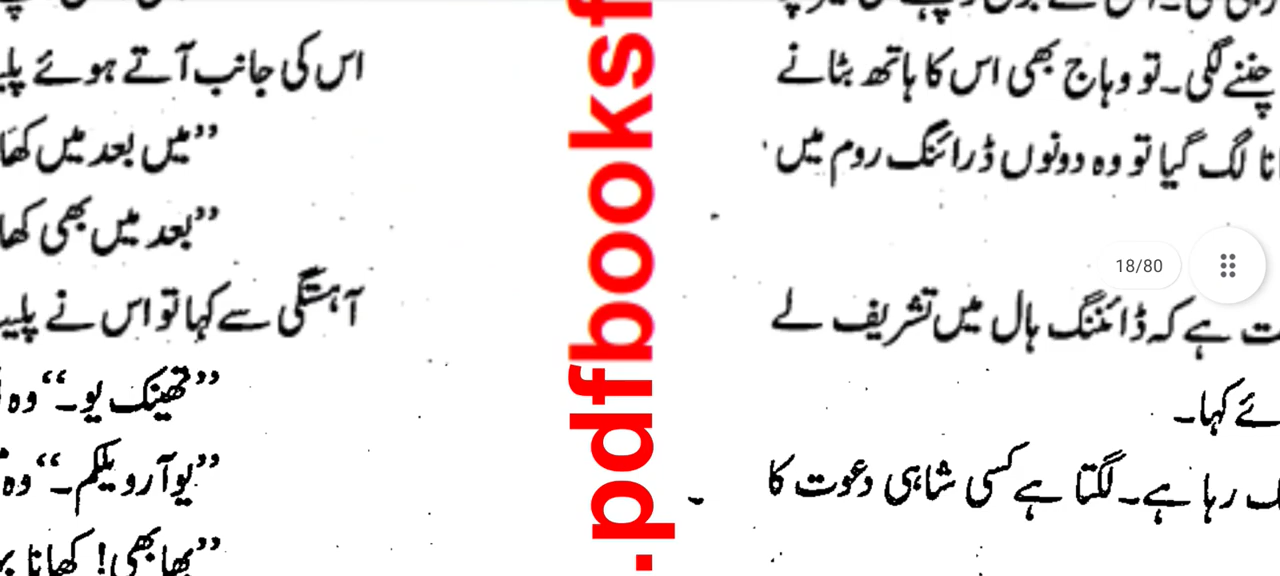 چننے لگی۔ تو وہاج بھی اس کا ہاتھ بٹانے
لگ گیا تو وہ دونوں ڈرائنگ روم میں
ہے کہ ڈائننگ ہال میں تشریف لے
کہا۔
رہا ہے۔ لگتا ہے کسی شاہی دعوت کا
.pdfbooksf
اس کی جانب آتے ہوئے
”میں بعد میں
”بعد میں بھی
آہستگی سے کہا تو اس نے
”تھینک یو۔“ وہ
”یو آر ویلکم۔“ وہ
”بھابھی! کھانا
18/80